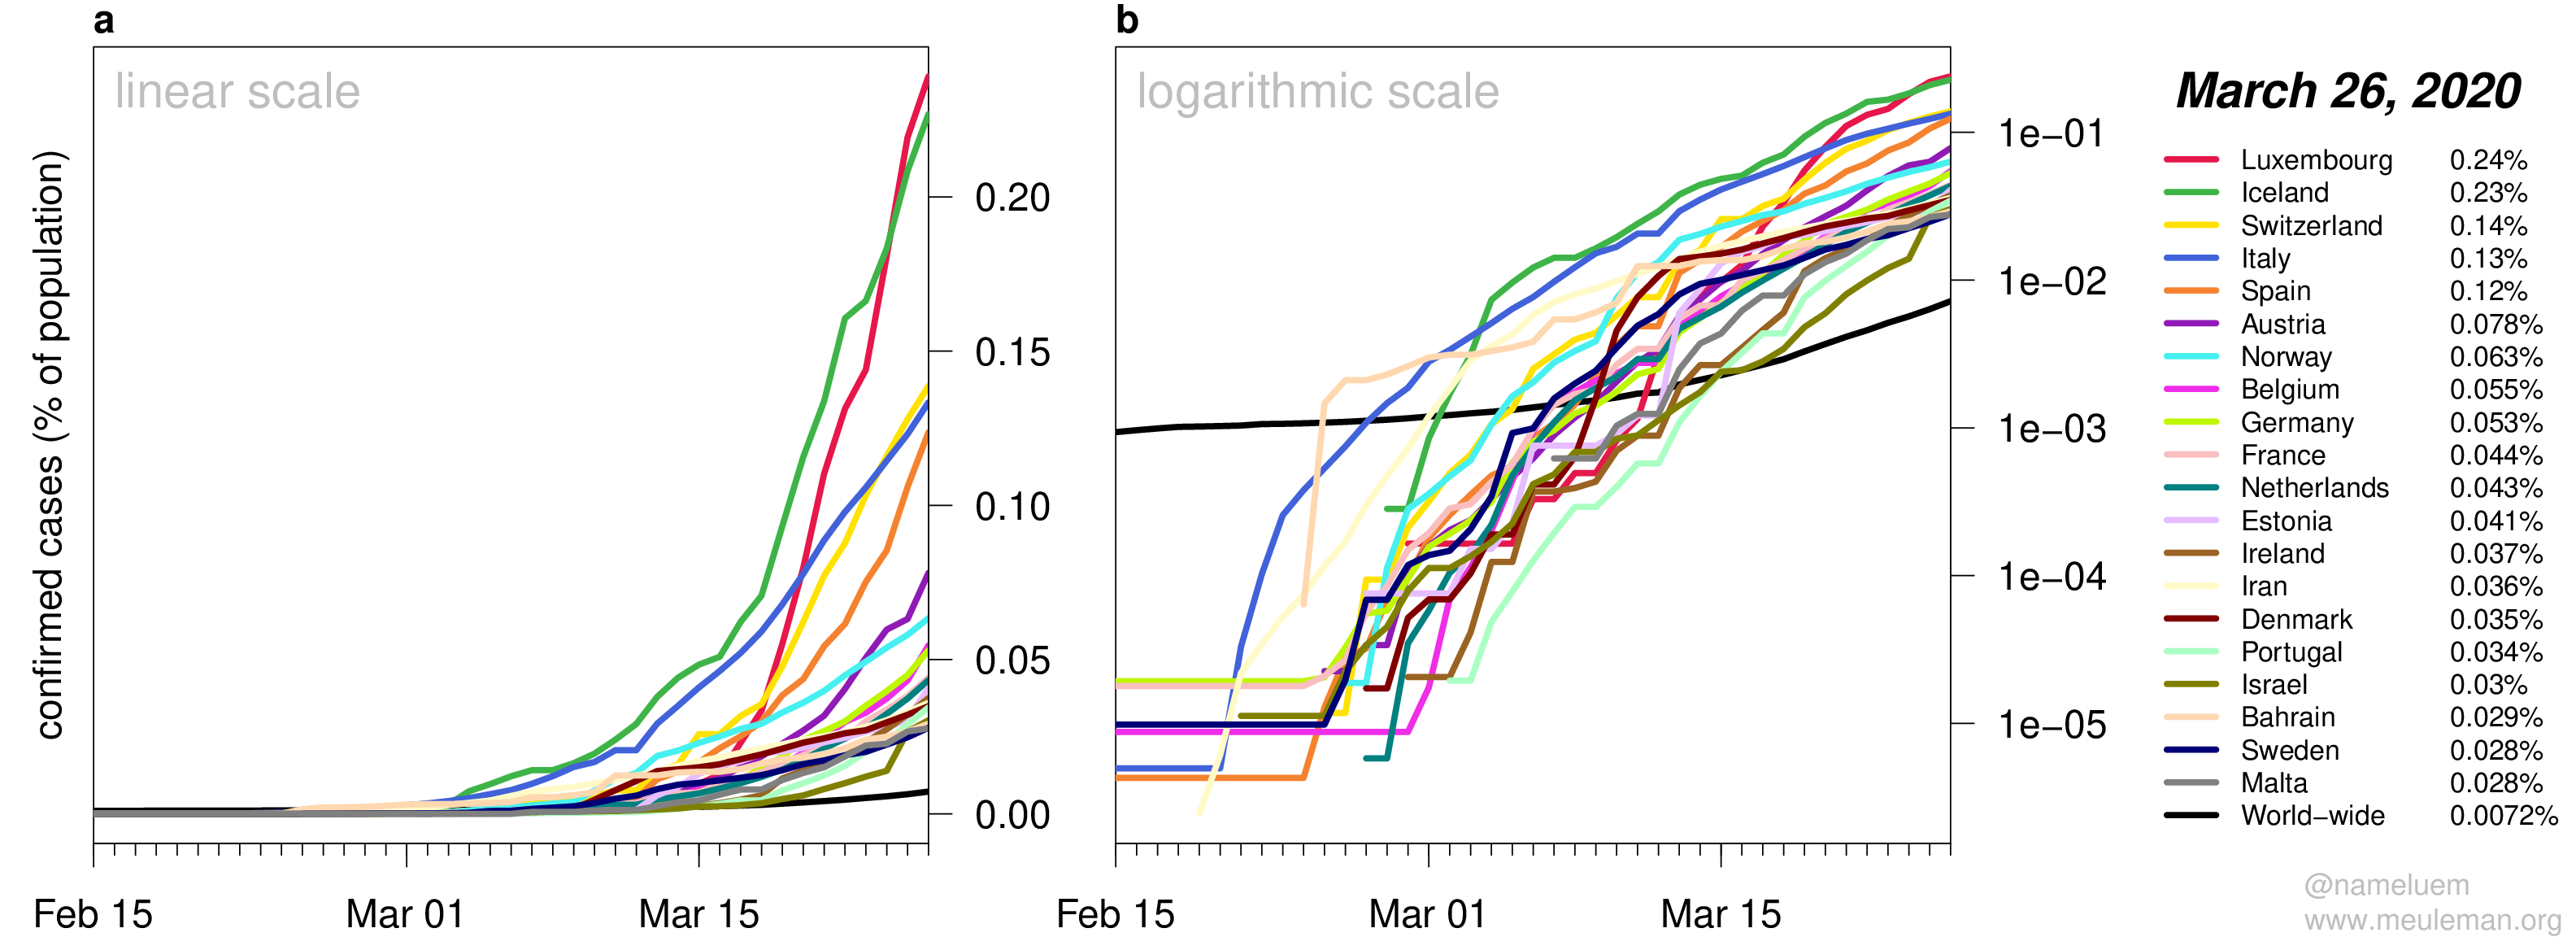 a
linear scale
confirmed cases (% of population)
0.20
0.15
0.10
0.05
0.00
Feb 15 Mar 01 Mar 15
b
logarithmic scale
1e−01
1e−02
1e−03
1e−04
1e−05
Feb 15 Mar 01 Mar 15
March 26, 2020
Luxembourg 0.24%
Iceland 0.23%
Switzerland 0.14%
Italy 0.13%
Spain 0.12%
Austria 0.078%
Norway 0.063%
Belgium 0.055%
Germany 0.053%
France 0.044%
Netherlands 0.043%
Estonia 0.041%
Ireland 0.037%
Iran 0.036%
Denmark 0.035%
Portugal 0.034%
Israel 0.03%
Bahrain 0.029%
Sweden 0.028%
Malta 0.028%
World−wide 0.0072%
@nameluem
www.meuleman.org